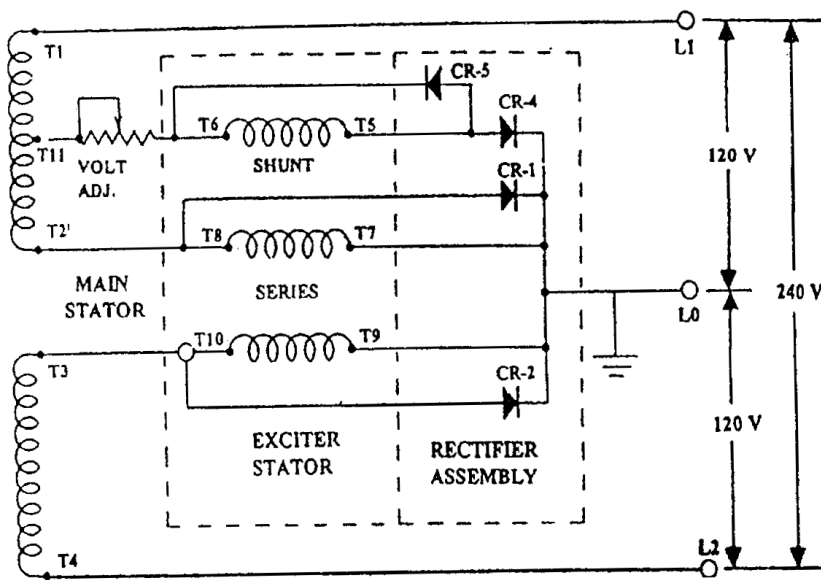 T1
L1
CR-5
CR-4
T6
T5
T11
VOLT
ADJ.
SHUNT
120 V
CR-1
T2'
T8
T7
MAIN
STATOR
SERIES
240 V
L0
T10
T9
T3
CR-2
120 V
EXCITER
STATOR
RECTIFIER
ASSEMBLY
L2
T4